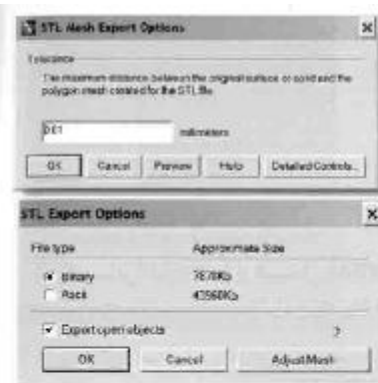 STL Mesh Export Options
Tolerance
The maximum distance between the original surface or solid and the
polygon mesh created for the STL file
0.01 millimeters
OK Cancel Preview Help Detailed Controls...
STL Export Options
File type Approximate Size
Binary 7878Kb
Ascii 43960Kb
Export open objects ?
OK Cancel Adjust Mesh